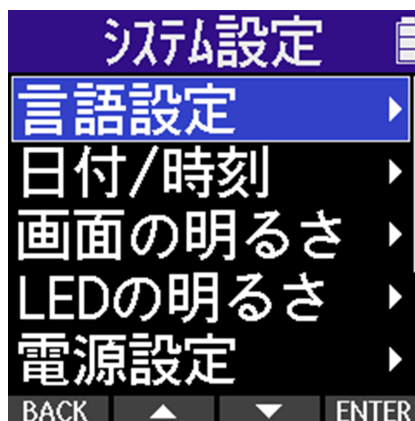 システム設定
言語設定
日付/時刻
画面の明るさ
LEDの明るさ
電源設定
BACK ENTER